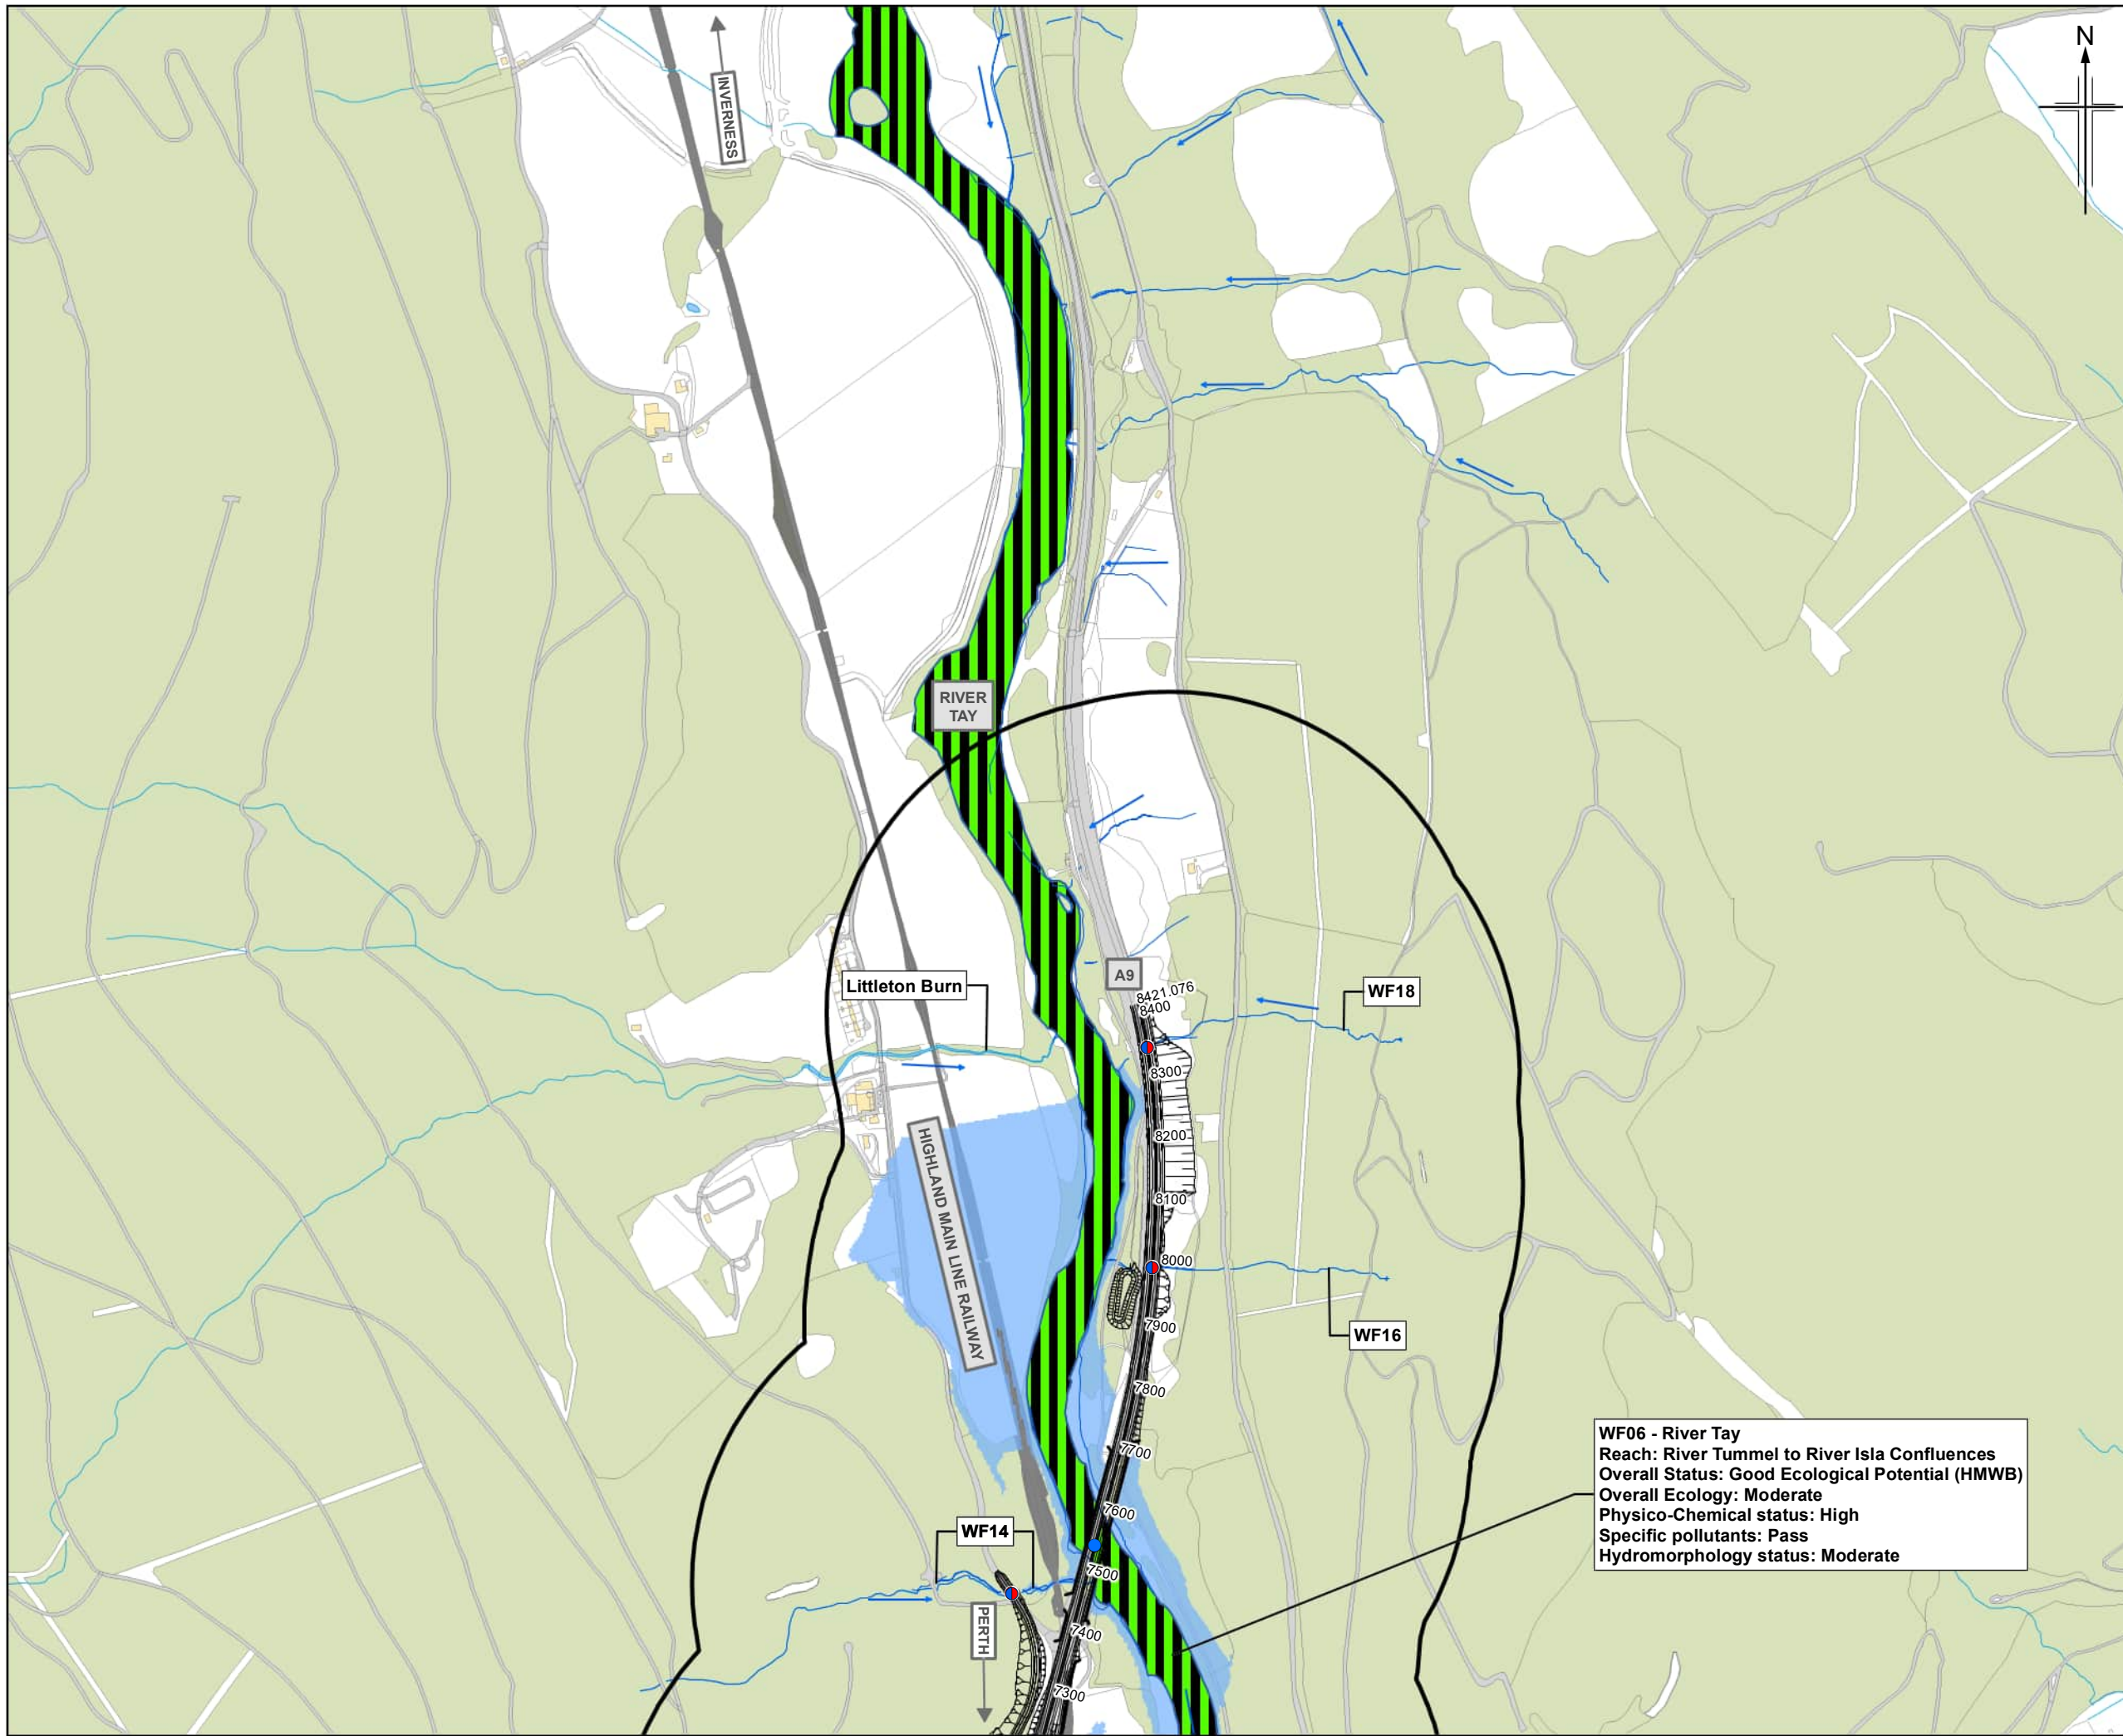 N
INVERNESS
RIVER
TAY
A9
Littleton Burn
WF18
8421.076
8400
8300
8200
8100
8000
7900
7800
7700
7600
7500
7400
7300
HIGHLAND MAIN LINE RAILWAY
WF16
WF14
PERTH
WF06 - River Tay
Reach: River Tummel to River Isla Confluences
Overall Status: Good Ecological Potential (HMWB)
Overall Ecology: Moderate
Physico-Chemical status: High
Specific pollutants: Pass
Hydromorphology status: Moderate